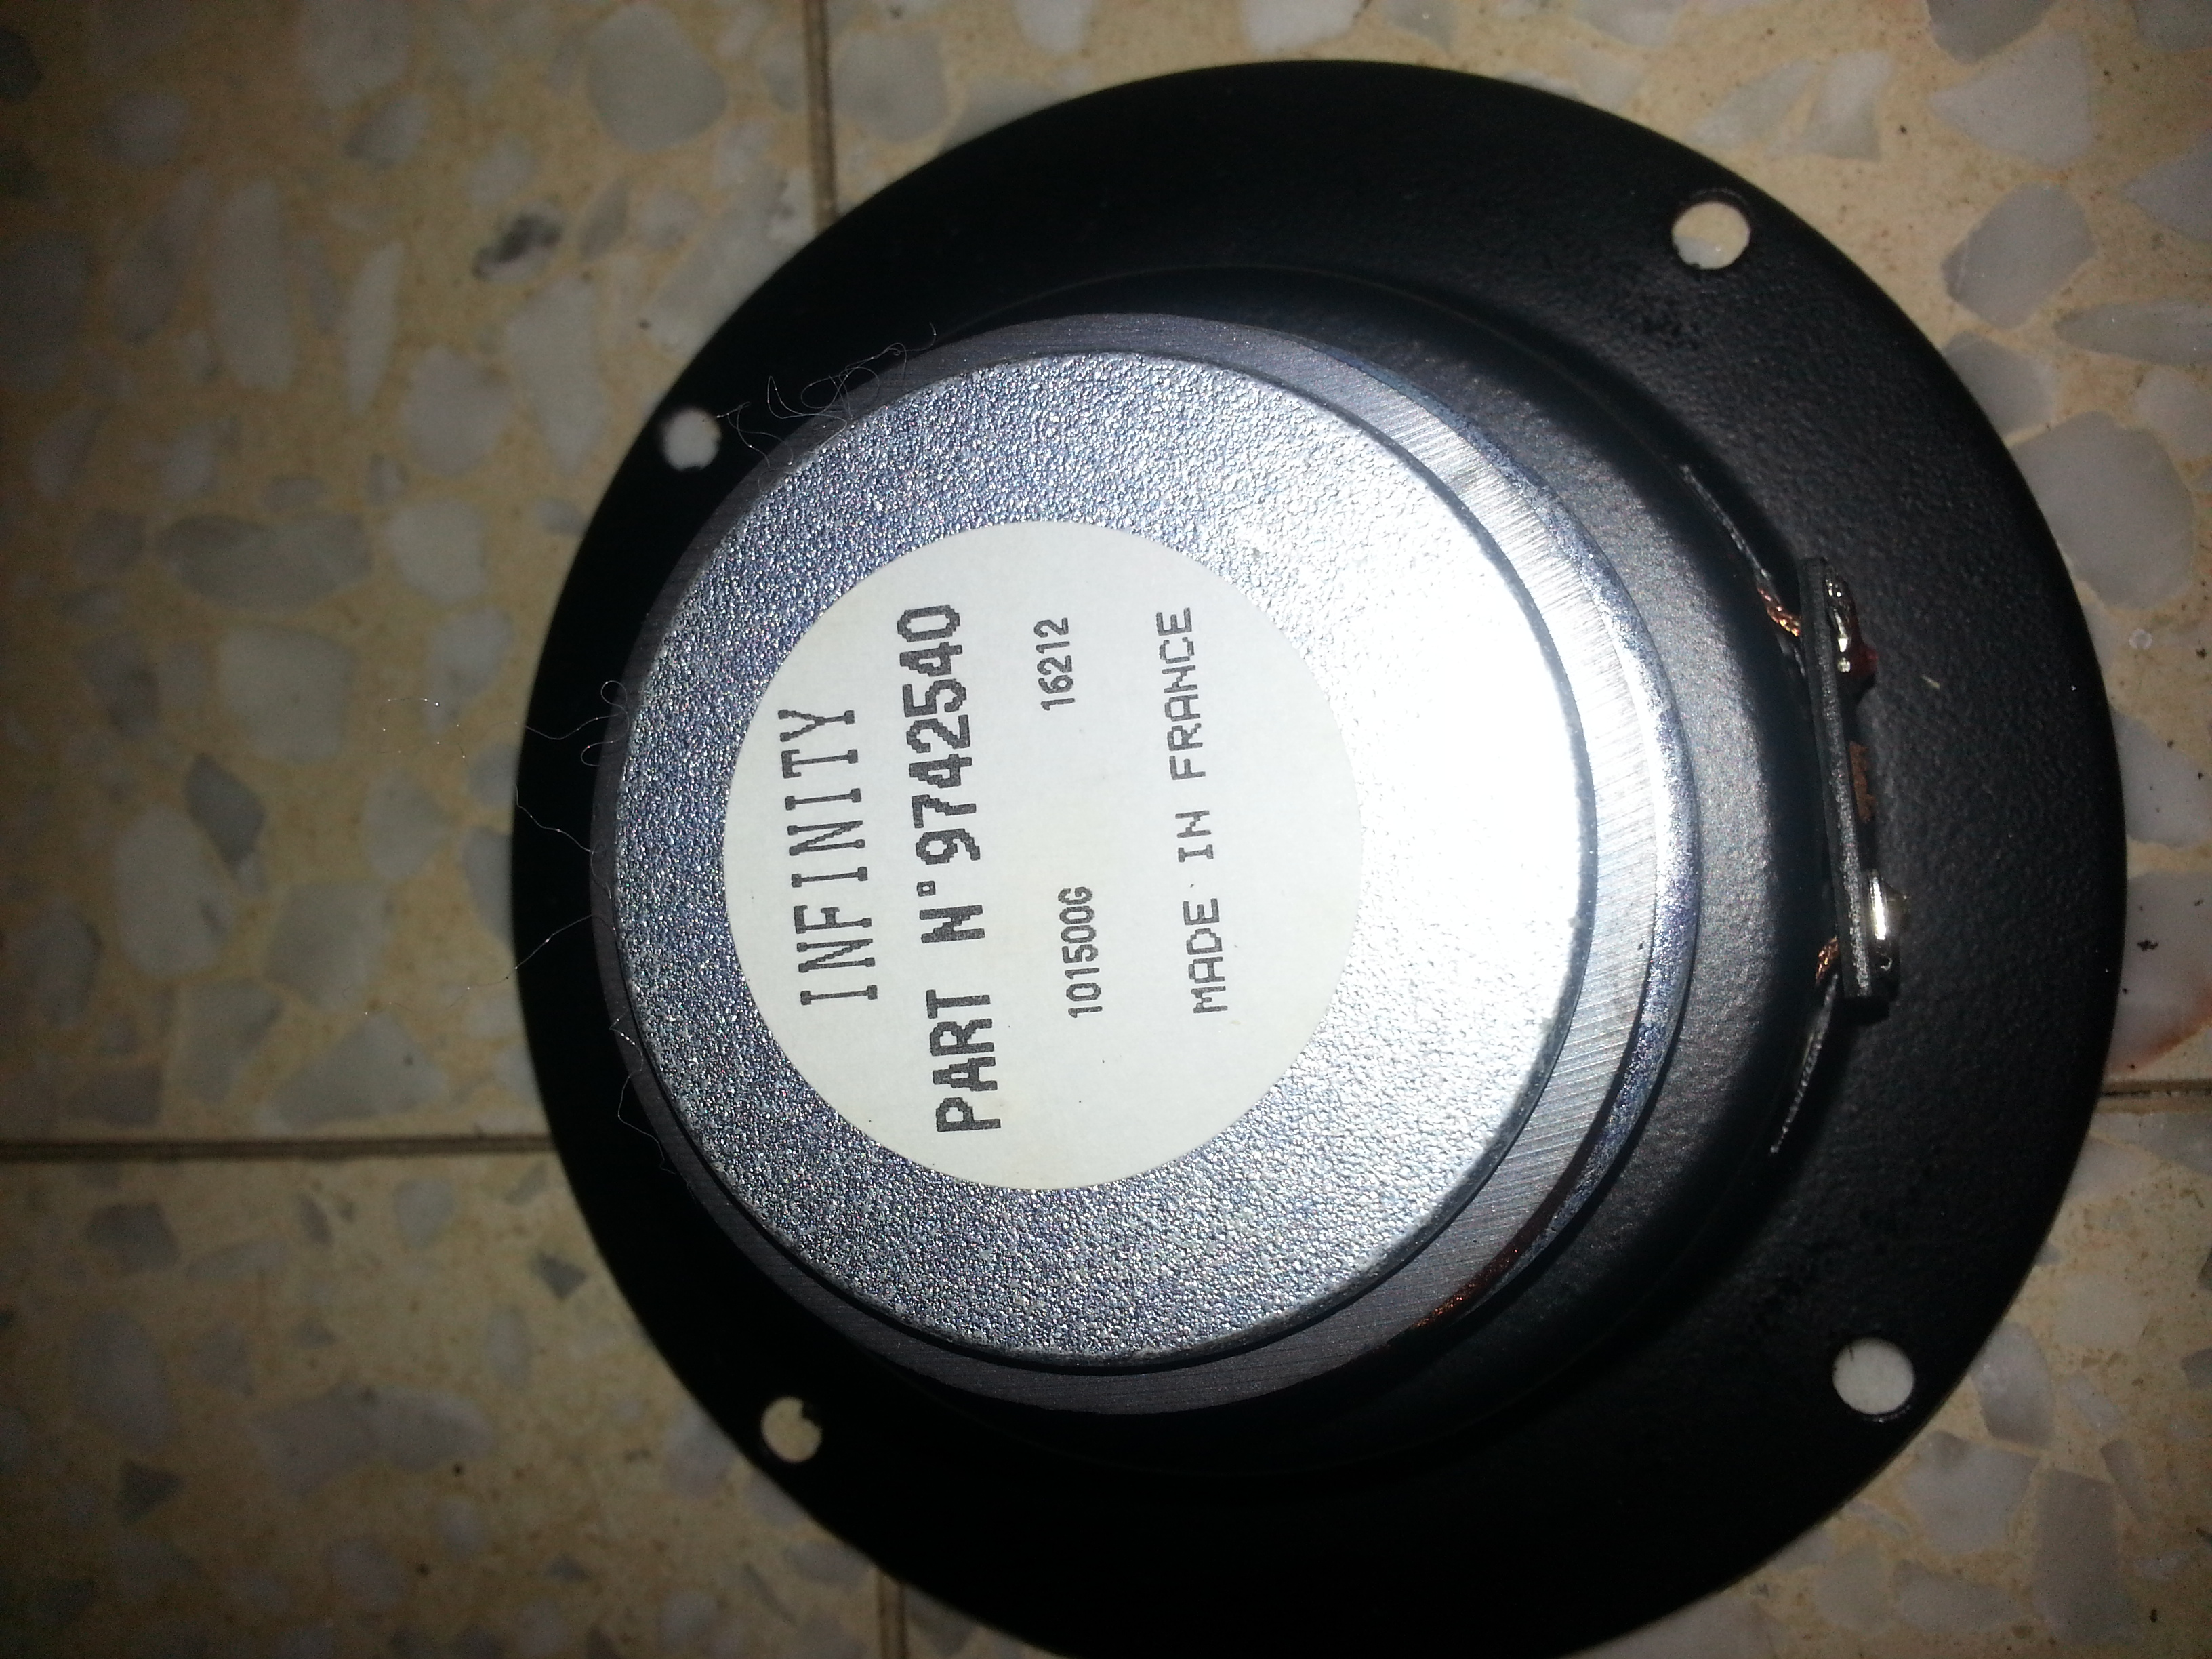 INFINITY
PART N°9742540
101500G 16212
MADE IN FRANCE